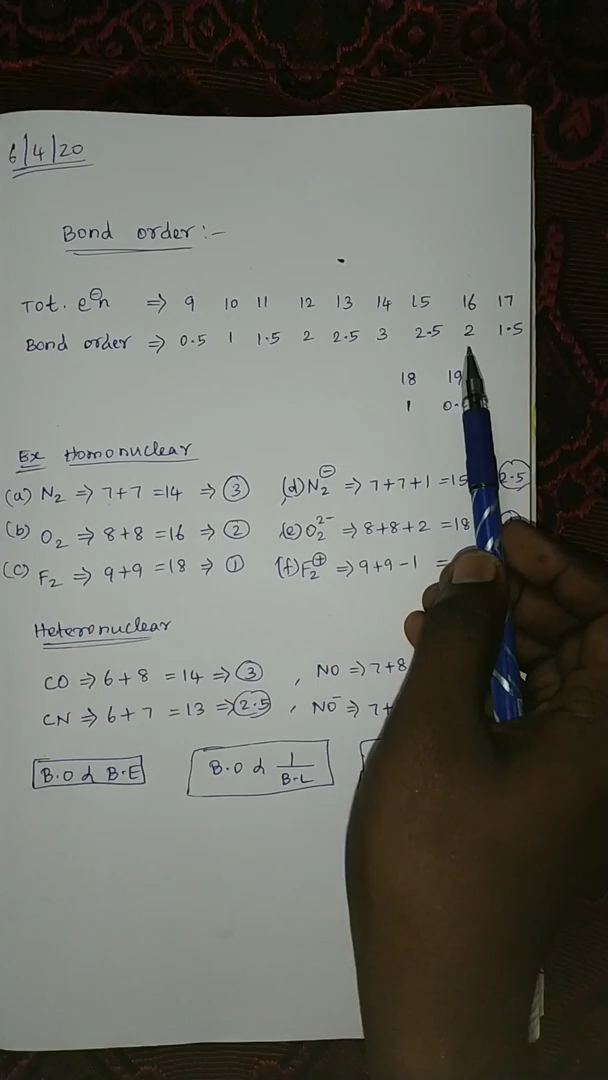 6/4/20
Bond order :-
Tot. e⊖n ⇒ 9 10 11 12 13 14 15 16 17
Bond order ⇒ 0.5 1 1.5 2 2.5 3 2.5 2 1.5
18 19
1 0.
Ex Homonuclear
(a) N₂ ⇒ 7+7 = 14 ⇒ ③ (d) N₂⊖ ⇒ 7+7+1 = 15 2.5
(b) O₂ ⇒ 8+8 = 16 ⇒ ② (e) O₂²⁻ ⇒ 8+8+2 = 18
(c) F₂ ⇒ 9+9 = 18 ⇒ ① (f) F₂⊕ ⇒ 9+9-1 =
Heteronuclear
CO ⇒ 6+8 = 14 ⇒ ③ , NO ⇒ 7+8
CN ⇒ 6+7 = 13 ⇒ 2.5 , NO⁻ ⇒ 7+
B.O α B.E B.O α 1/B.L